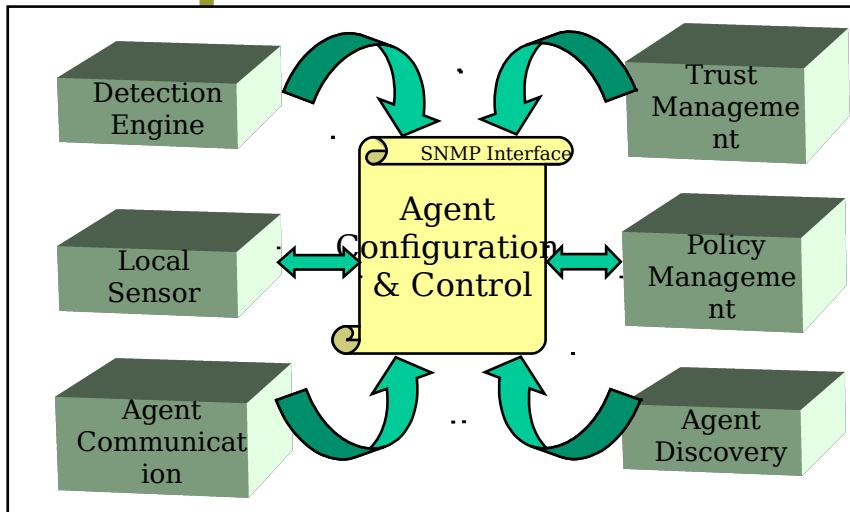 Detection
Engine
Trust
Manageme
nt
SNMP Interface
Agent
Configuration
& Control
Local
Sensor
Policy
Manageme
nt
Agent
Communicat
ion
Agent
Discovery